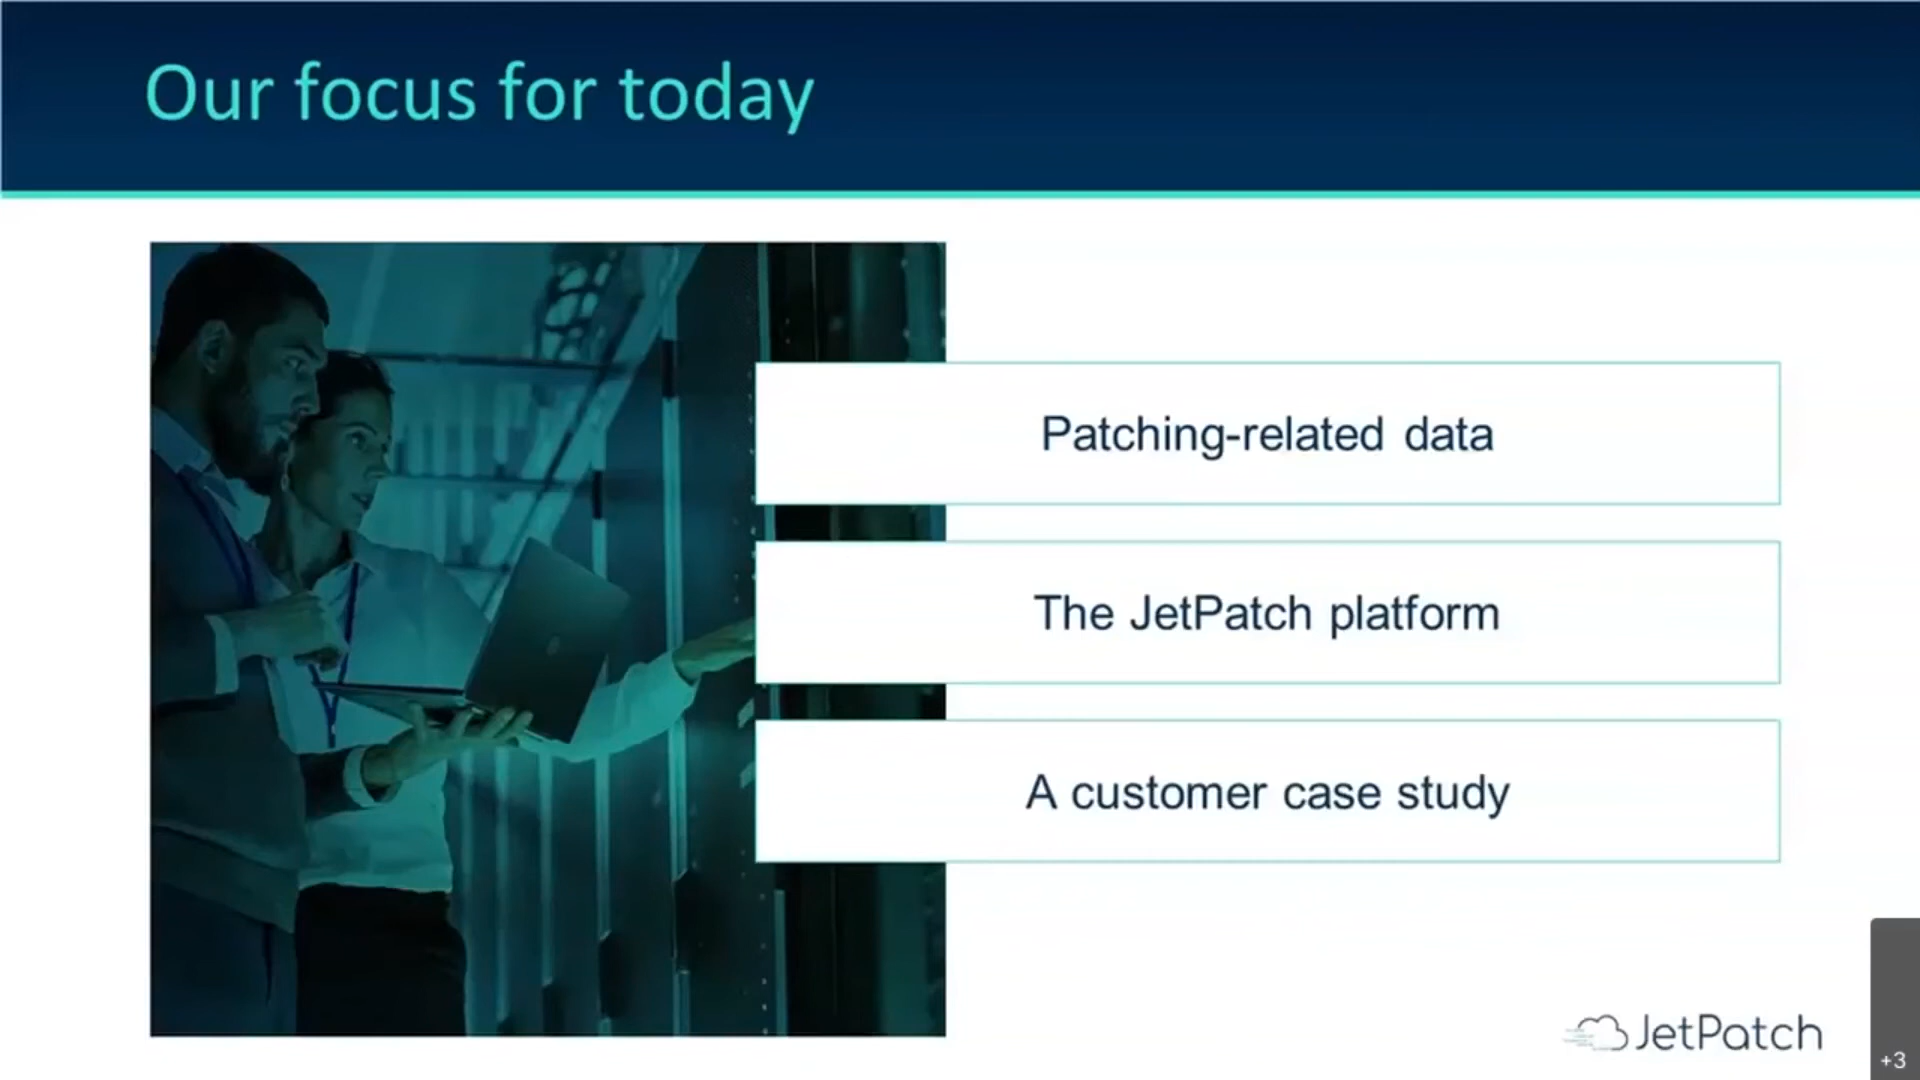 Our focus for today
Patching-related data
The JetPatch platform
A customer case study
JetPatch
+3